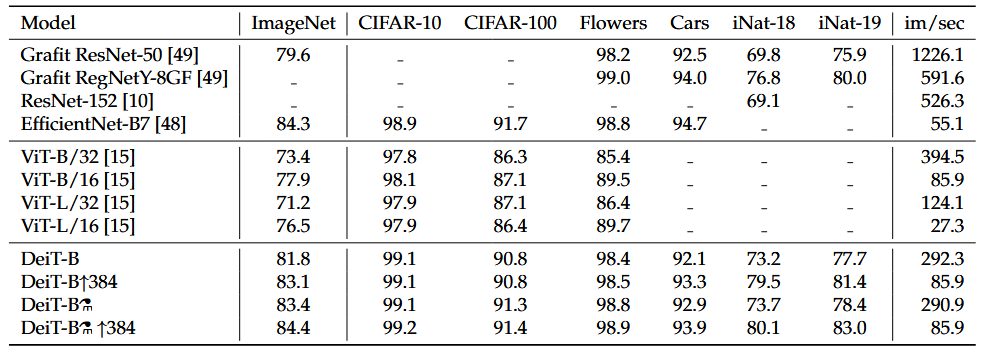 Model ImageNet CIFAR-10 CIFAR-100 Flowers Cars iNat-18 iNat-19 im/sec
Grafit ResNet-50 [49] 79.6 _ _ 98.2 92.5 69.8 75.9 1226.1
Grafit RegNetY-8GF [49] _ _ _ 99.0 94.0 76.8 80.0 591.6
ResNet-152 [10] _ _ _ _ _ 69.1 _ 526.3
EfficientNet-B7 [48] 84.3 98.9 91.7 98.8 94.7 _ _ 55.1
ViT-B/32 [15] 73.4 97.8 86.3 85.4 _ _ _ 394.5
ViT-B/16 [15] 77.9 98.1 87.1 89.5 _ _ _ 85.9
ViT-L/32 [15] 71.2 97.9 87.1 86.4 _ _ _ 124.1
ViT-L/16 [15] 76.5 97.9 86.4 89.7 _ _ _ 27.3
DeiT-B 81.8 99.1 90.8 98.4 92.1 73.2 77.7 292.3
DeiT-B↑384 83.1 99.1 90.8 98.5 93.3 79.5 81.4 85.9
DeiT-B⚗ 83.4 99.1 91.3 98.8 92.9 73.7 78.4 290.9
DeiT-B⚗ ↑384 84.4 99.2 91.4 98.9 93.9 80.1 83.0 85.9